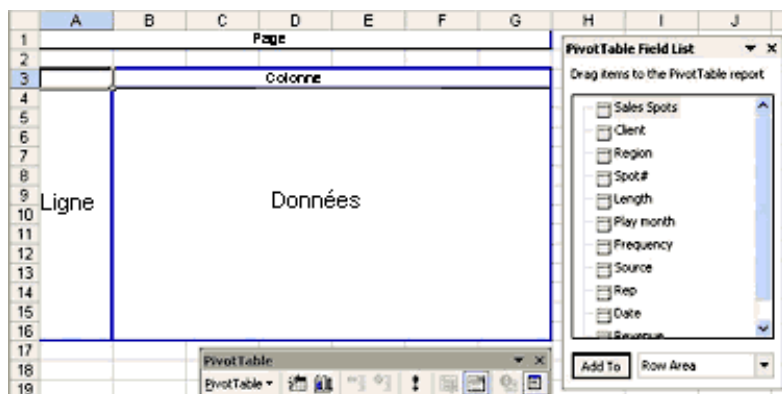 A B C D E F G H I J
1 Page
2
3 Colonne
4
5
6
7
8
9
10
11
12
13
14
15
16
17
18
19
Ligne
Données
PivotTable Field List
Drag items to the PivotTable report
Sales Spots
Client
Region
Spot#
Length
Play month
Frequency
Source
Rep
Date
Revenue
Add To Row Area
PivotTable
PivotTable